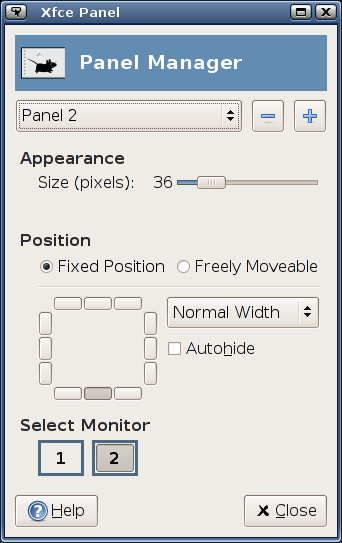 Xfce Panel
Panel Manager
Panel 2
Appearance
Size (pixels): 36
Position
Fixed Position Freely Moveable
Normal Width
Autohide
Select Monitor
1 2
Help Close